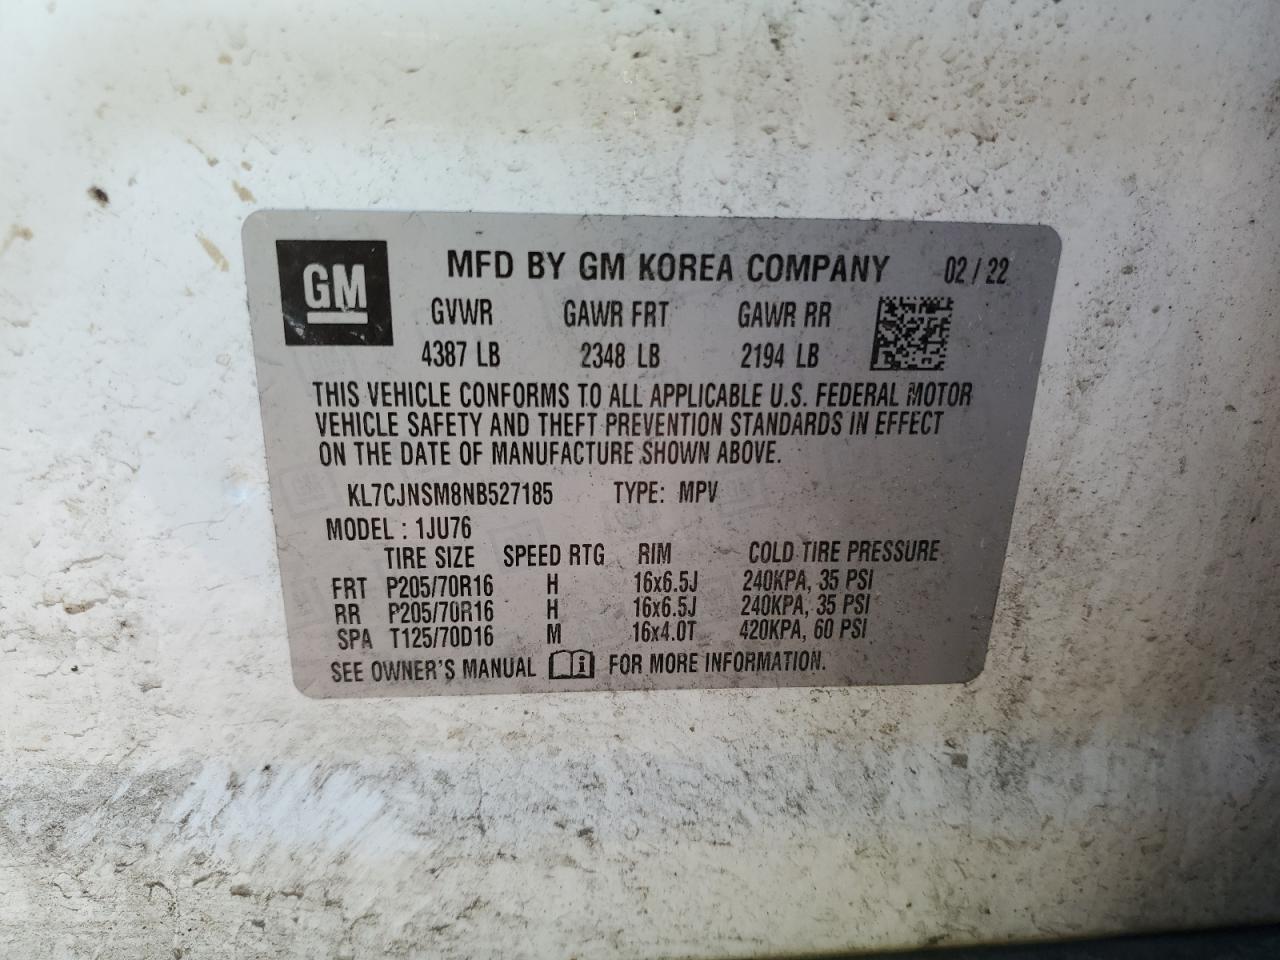 GM
MFD BY GM KOREA COMPANY 02 / 22
GVWR GAWR FRT GAWR RR
4387 LB 2348 LB 2194 LB
THIS VEHICLE CONFORMS TO ALL APPLICABLE U.S. FEDERAL MOTOR
VEHICLE SAFETY AND THEFT PREVENTION STANDARDS IN EFFECT
ON THE DATE OF MANUFACTURE SHOWN ABOVE.
KL7CJNSM8NB527185 TYPE: MPV
MODEL : 1JU76
TIRE SIZE SPEED RTG RIM COLD TIRE PRESSURE
FRT P205/70R16 H 16x6.5J 240KPA, 35 PSI
RR P205/70R16 H 16x6.5J 240KPA, 35 PSI
SPA T125/70D16 M 16x4.0T 420KPA, 60 PSI
SEE OWNER'S MANUAL i FOR MORE INFORMATION.